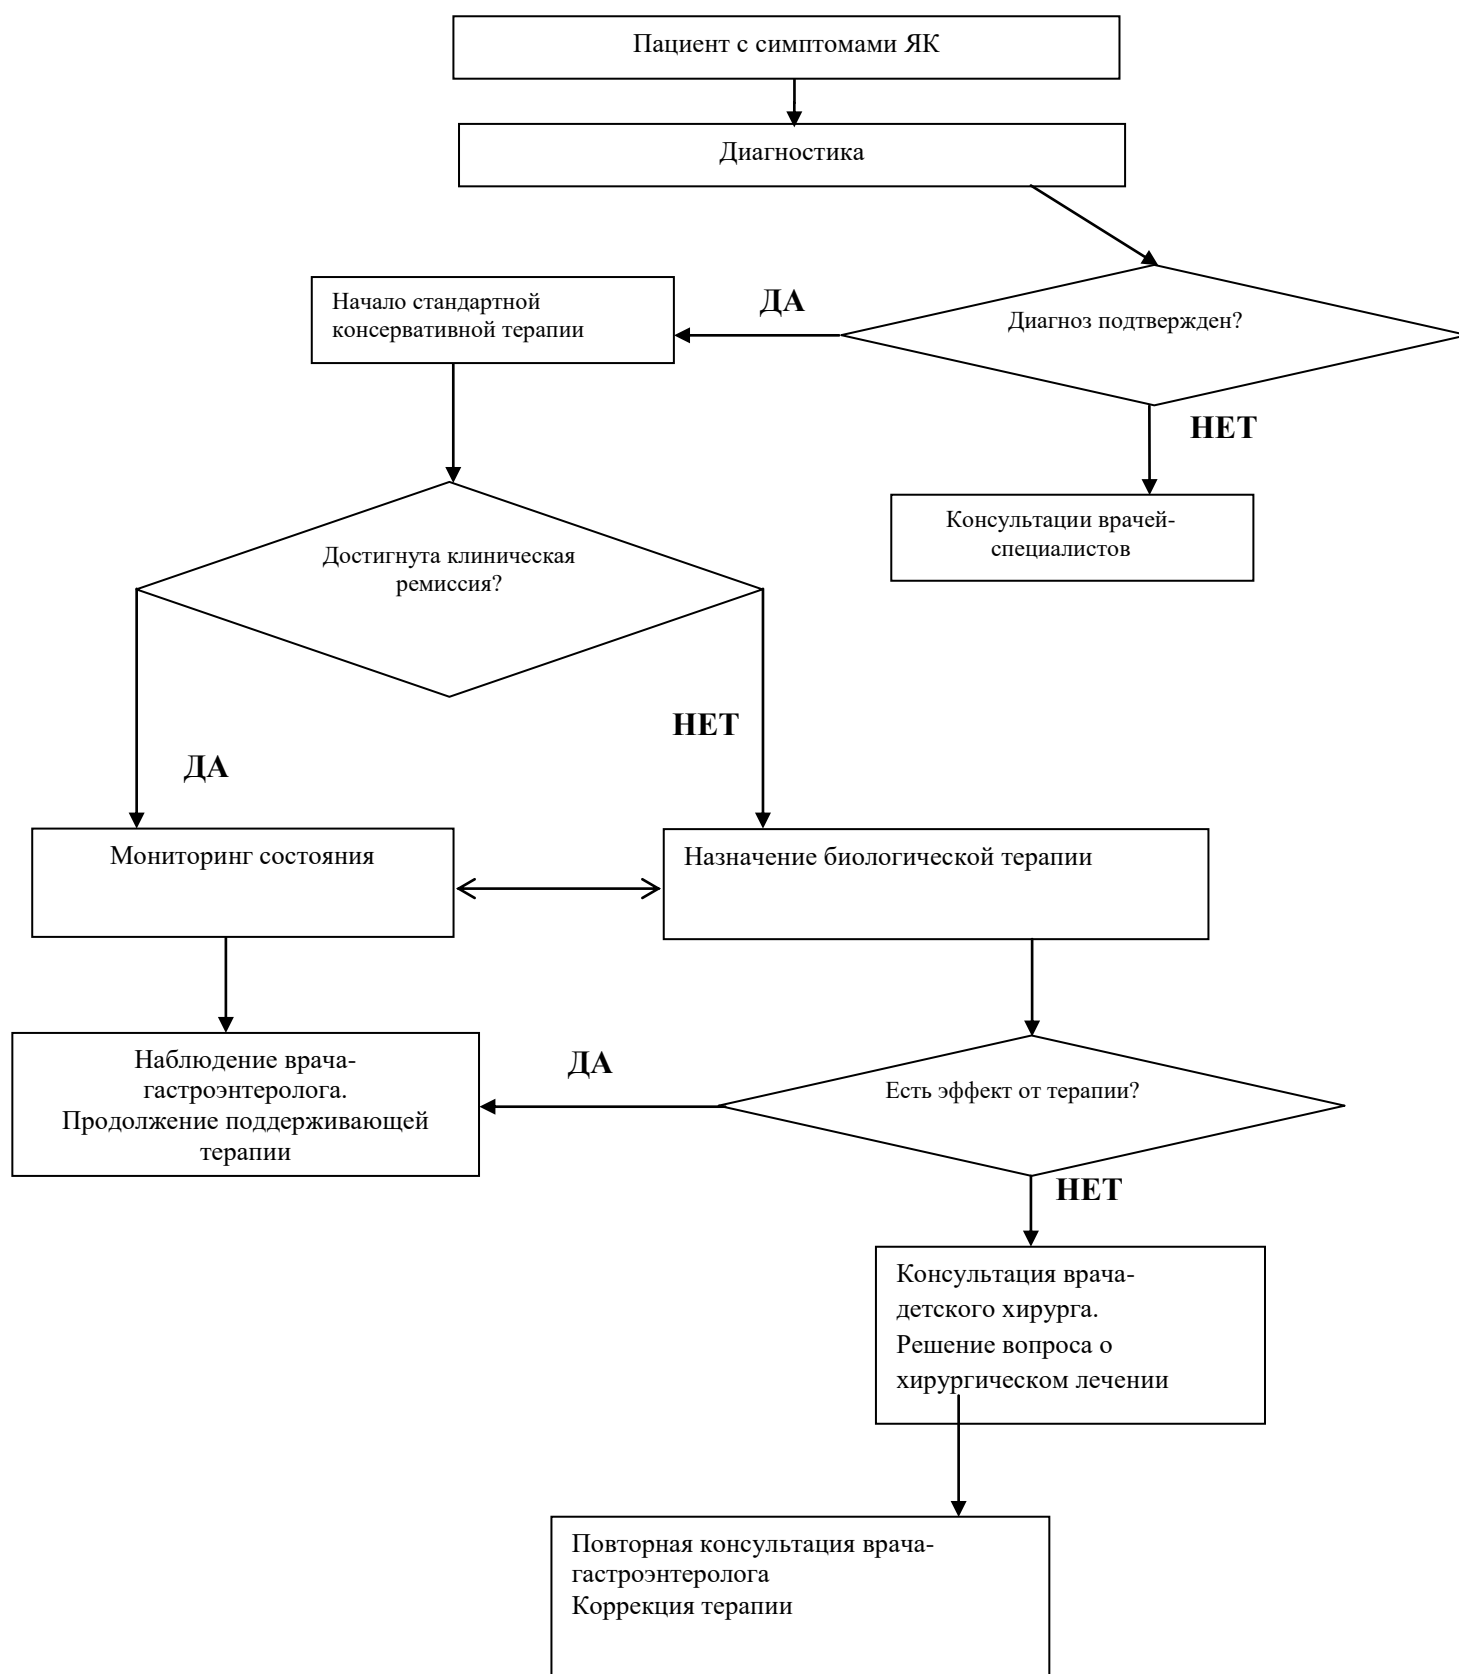 Пациент с симптомами ЯК
Диагностика
Начало стандартной
консервативной терапии
ДА
Диагноз подтвержден?
НЕТ
Консультации врачей-
специалистов
Достигнута клиническая
ремиссия?
НЕТ
ДА
Мониторинг состояния
Назначение биологической терапии
Наблюдение врача-
гастроэнтеролога.
Продолжение поддерживающей
терапии
ДА
Есть эффект от терапии?
НЕТ
Консультация врача-
детского хирурга.
Решение вопроса о
хирургическом лечении
Повторная консультация врача-
гастроэнтеролога
Коррекция терапии